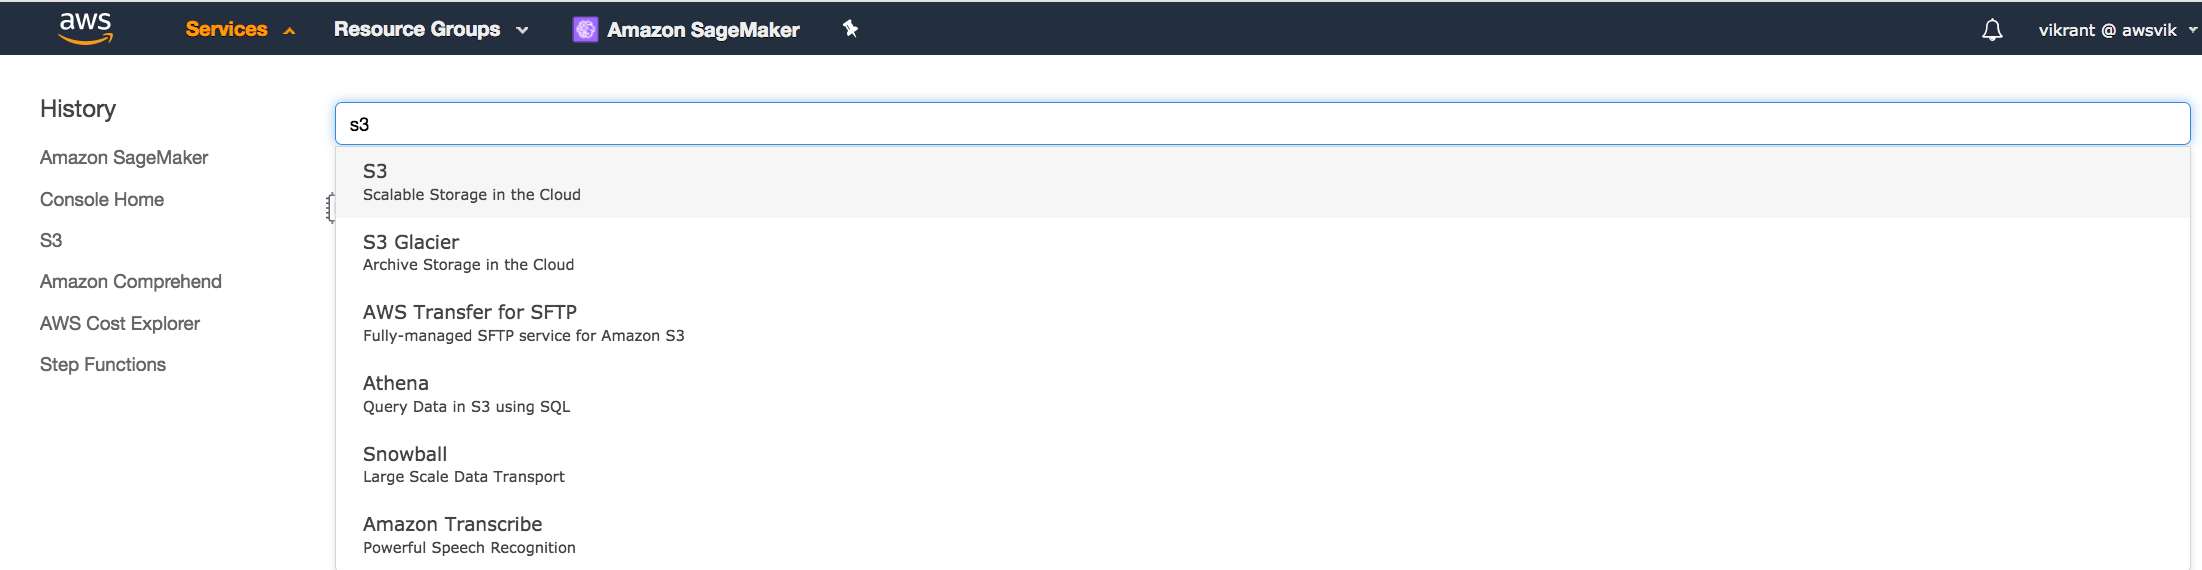 aws Services Resource Groups Amazon SageMaker vikrant @ awsvik
History
Amazon SageMaker
Console Home
S3
Amazon Comprehend
AWS Cost Explorer
Step Functions
s3
S3
Scalable Storage in the Cloud
S3 Glacier
Archive Storage in the Cloud
AWS Transfer for SFTP
Fully-managed SFTP service for Amazon S3
Athena
Query Data in S3 using SQL
Snowball
Large Scale Data Transport
Amazon Transcribe
Powerful Speech Recognition